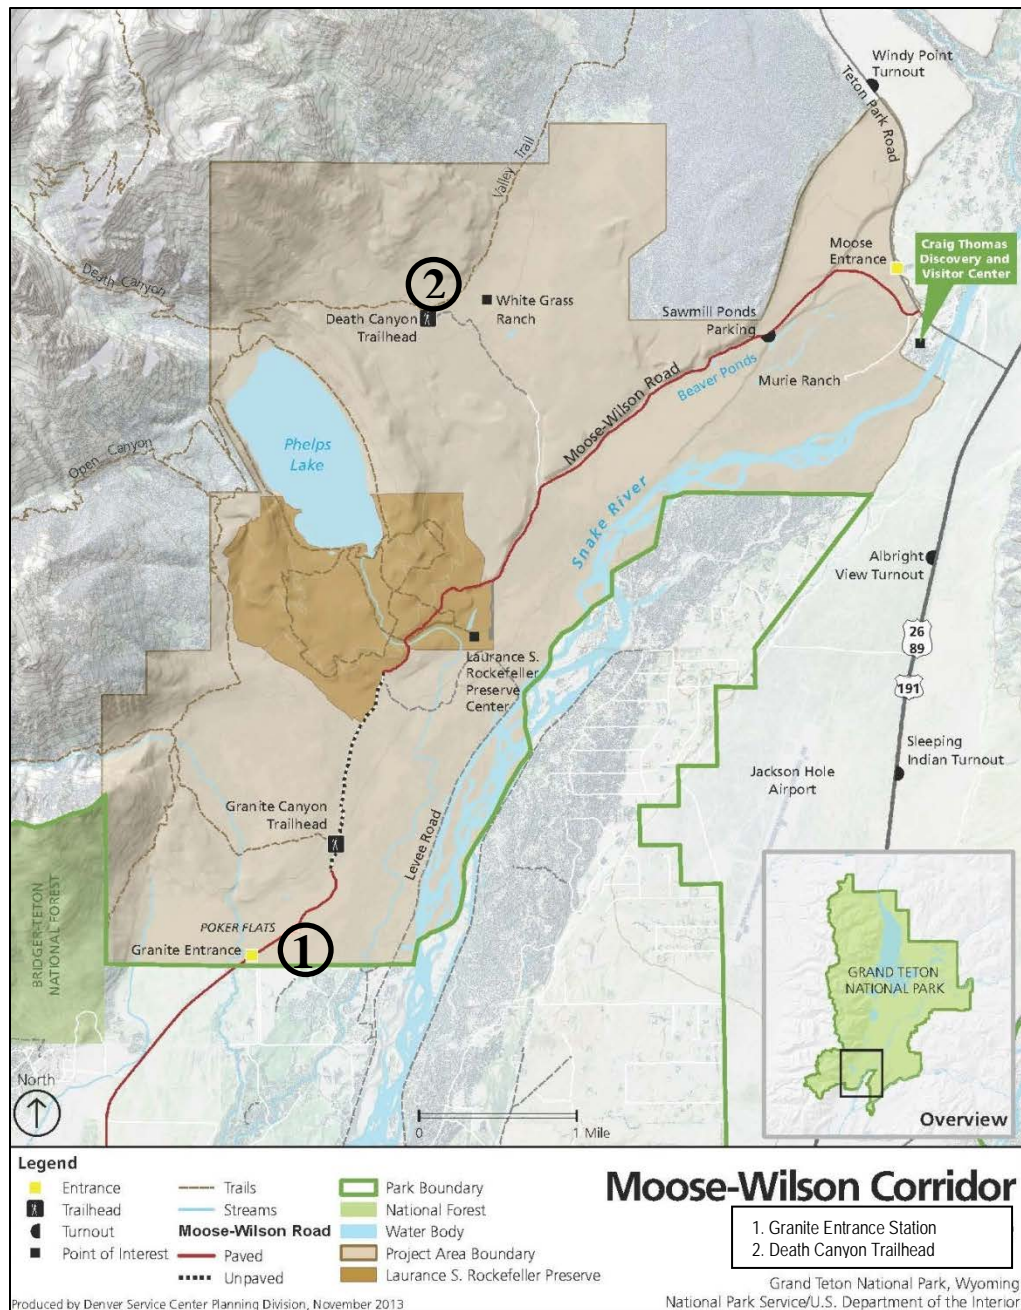 Windy Point
Turnout
Teton Park Road
Valley Trail
Moose
Entrance
Craig Thomas
Discovery and
Visitor Center
Death Canyon
2
White Grass
Ranch
Death Canyon
Trailhead
Sawmill Ponds
Parking
Beaver Ponds
Murie Ranch
Moose-Wilson Road
Phelps
Lake
Open Canyon
Snake River
Albright
View Turnout
26
89
191
Laurance S.
Rockefeller
Preserve
Center
Sleeping
Indian Turnout
Jackson Hole
Airport
Granite Canyon
Trailhead
Levee Road
BRIDGER-TETON
NATIONAL FOREST
POKER FLATS
Granite Entrance
1
GRAND TETON
NATIONAL PARK
Overview
North
0 1 Mile
Legend
Entrance
Trailhead
Turnout
Point of Interest
Trails
Streams
Moose-Wilson Road
Paved
Unpaved
Park Boundary
National Forest
Water Body
Project Area Boundary
Laurance S. Rockefeller Preserve
Moose-Wilson Corridor
1. Granite Entrance Station
2. Death Canyon Trailhead
Grand Teton National Park, Wyoming
National Park Service/U.S. Department of the Interior
Produced by Denver Service Center Planning Division, November 2013